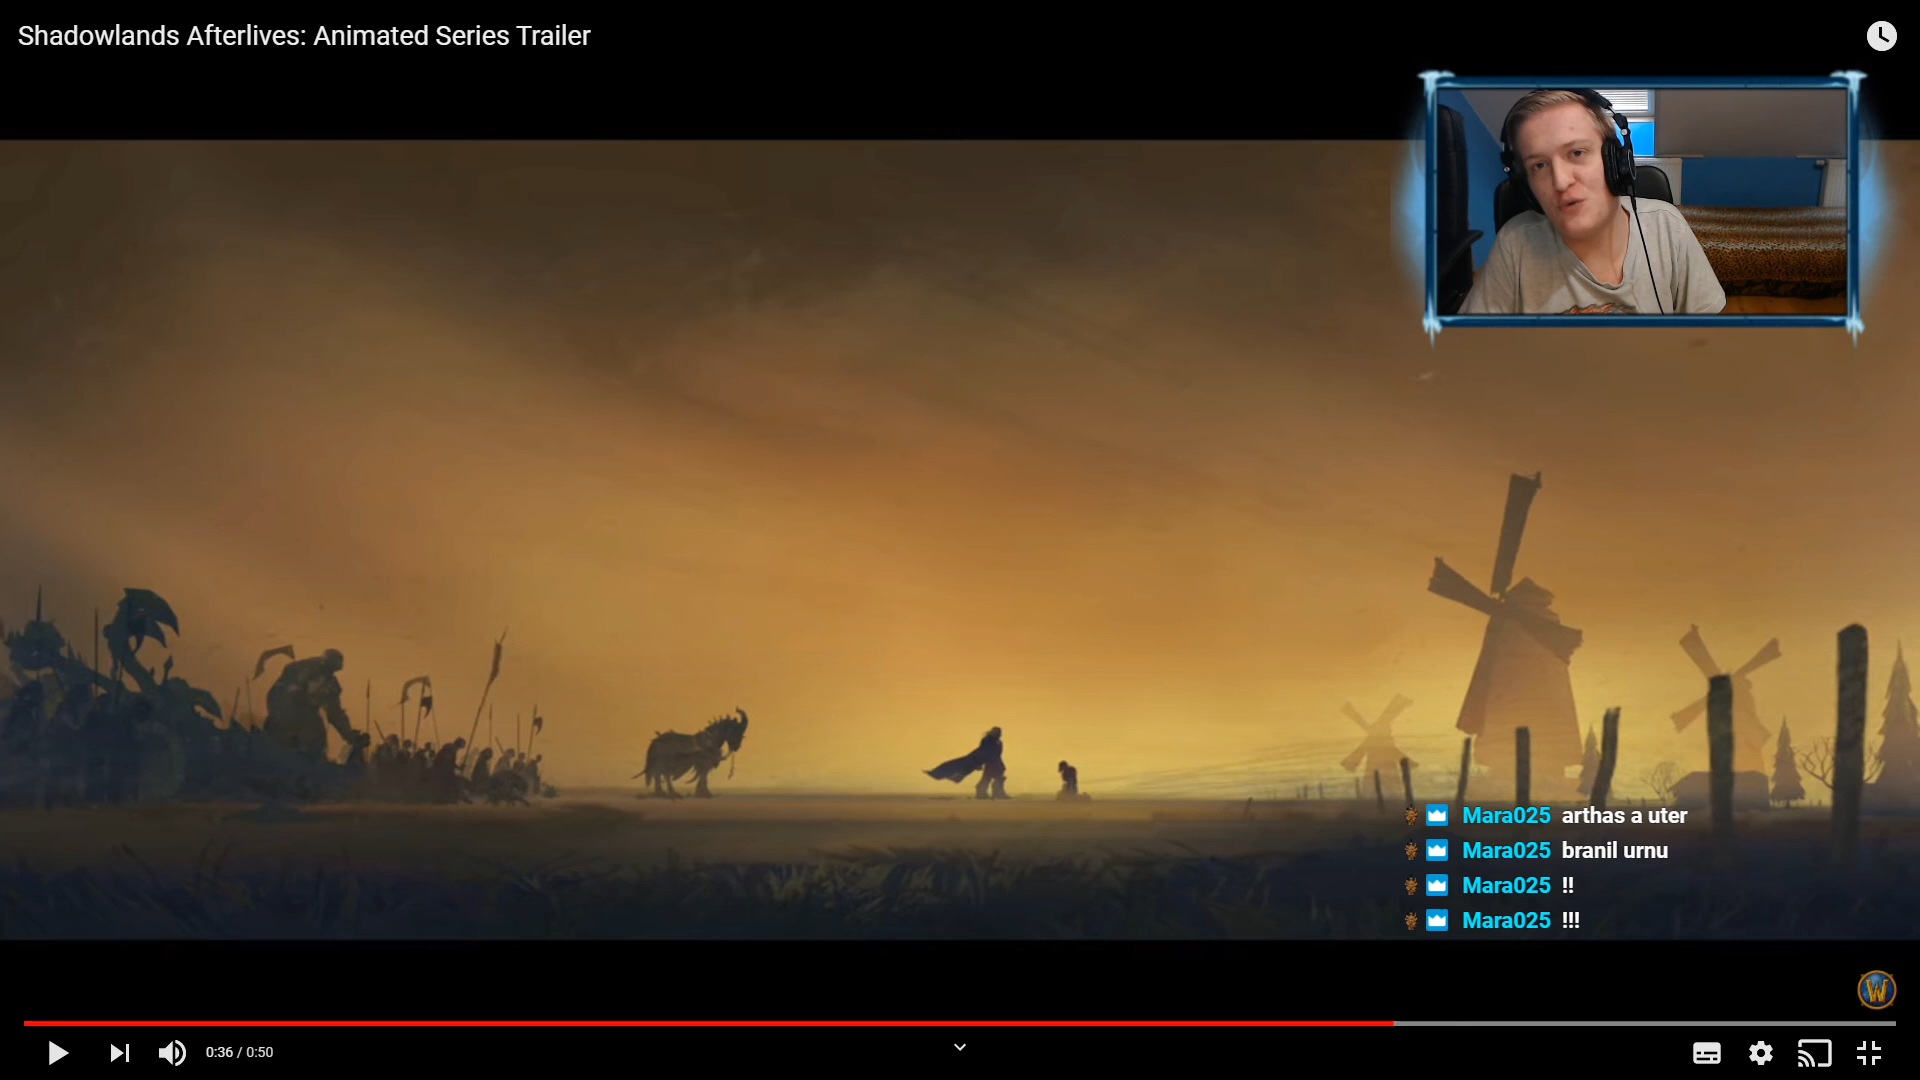 Shadowlands Afterlives: Animated Series Trailer
Mara025 arthas a uter
Mara025 branil urnu
Mara025 !!
Mara025 !!!
W
0:36 / 0:50